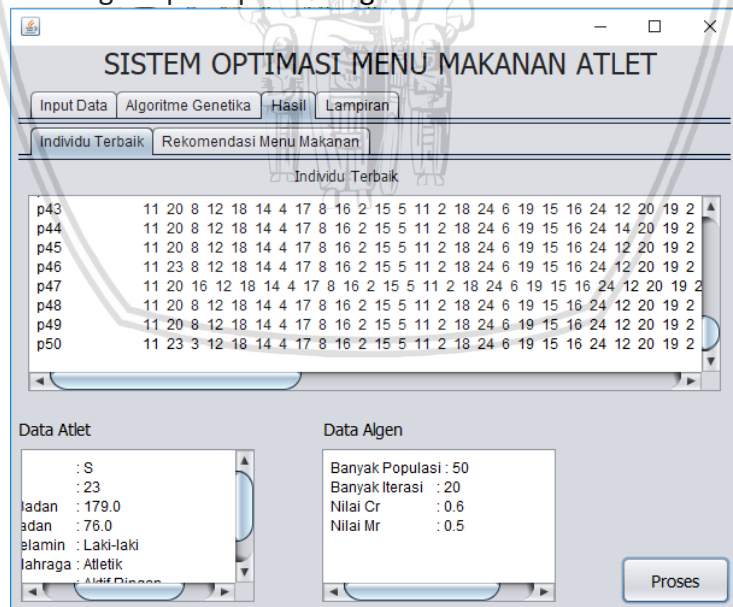 SISTEM OPTIMASI MENU MAKANAN ATLET
Input Data Algoritme Genetika Hasil Lampiran
Individu Terbaik Rekomendasi Menu Makanan
Individu Terbaik
p43 11 20 8 12 18 14 4 17 8 16 2 15 5 11 2 18 24 6 19 15 16 24 12 20 19 2
p44 11 20 8 12 18 14 4 17 8 16 2 15 5 11 2 18 24 6 19 15 16 24 14 20 19 2
p45 11 20 8 12 18 14 4 17 8 16 2 15 5 11 2 18 24 6 19 15 16 24 12 20 19 2
p46 11 23 8 12 18 14 4 17 8 16 2 15 5 11 2 18 24 6 19 15 16 24 12 20 19 2
p47 11 20 16 12 18 14 4 17 8 16 2 15 5 11 2 18 24 6 19 15 16 24 12 20 19 2
p48 11 20 8 12 18 14 4 17 8 16 2 15 5 11 2 18 24 6 19 15 16 24 12 20 19 2
p49 11 20 8 12 18 14 4 17 8 16 2 15 5 11 2 18 24 6 19 15 16 24 12 20 19 2
p50 11 23 3 12 18 14 4 17 8 16 2 15 5 11 2 18 24 6 19 15 16 24 12 20 19 2
Data Atlet
: S
: 23
adan : 179.0
adan : 76.0
elamin : Laki-laki
lahraga : Atletik
Data Algen
Banyak Populasi : 50
Banyak Iterasi : 20
Nilai Cr : 0.6
Nilai Mr : 0.5
Proses